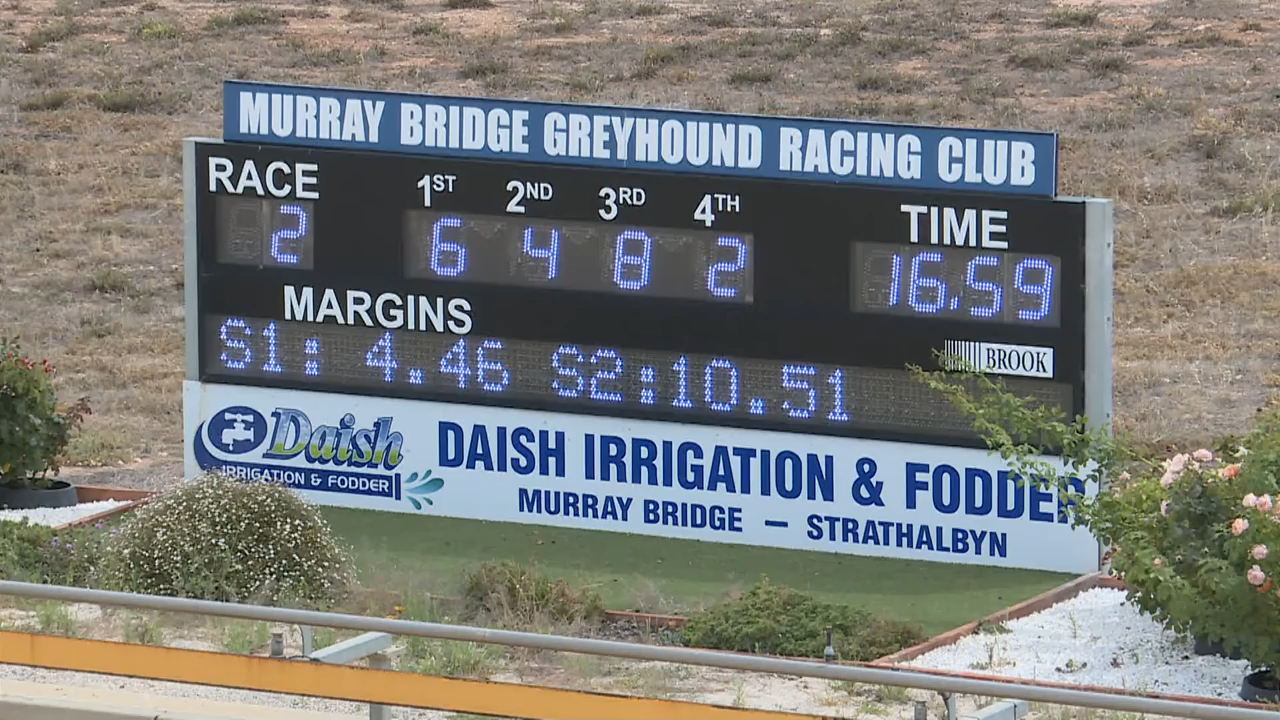 MURRAY BRIDGE GREYHOUND RACING CLUB
RACE 1ST 2ND 3RD 4TH TIME
2 6 4 8 2 16.59
MARGINS
BROOK
S1: 4.46 S2:10.51
Daish
IRRIGATION & FODDER
DAISH IRRIGATION & FODDER
MURRAY BRIDGE – STRATHALBYN